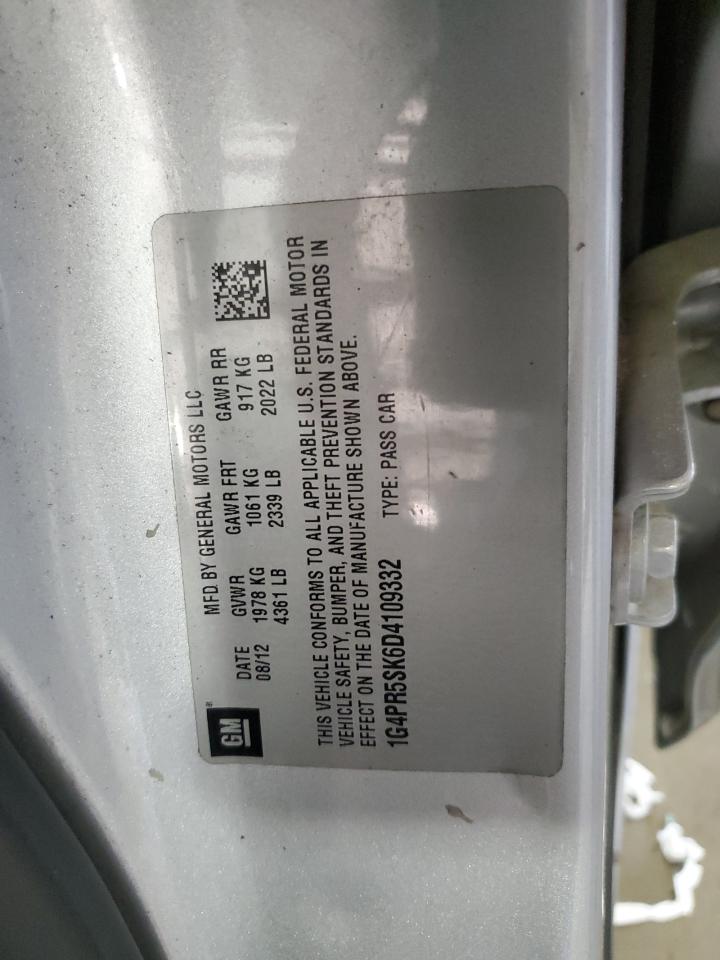 GM ®
MFD. BY GENERAL MOTORS LLC
DATE GVWR GAWR FRT GAWR RR
08/12 1978 KG 1061 KG 917 KG
4361 LB 2339 LB 2022 LB
THIS VEHICLE CONFORMS TO ALL APPLICABLE U.S. FEDERAL MOTOR
VEHICLE SAFETY, BUMPER, AND THEFT PREVENTION STANDARDS IN
EFFECT ON THE DATE OF MANUFACTURE SHOWN ABOVE.
1G4PR5SK6D4109332 TYPE: PASS CAR